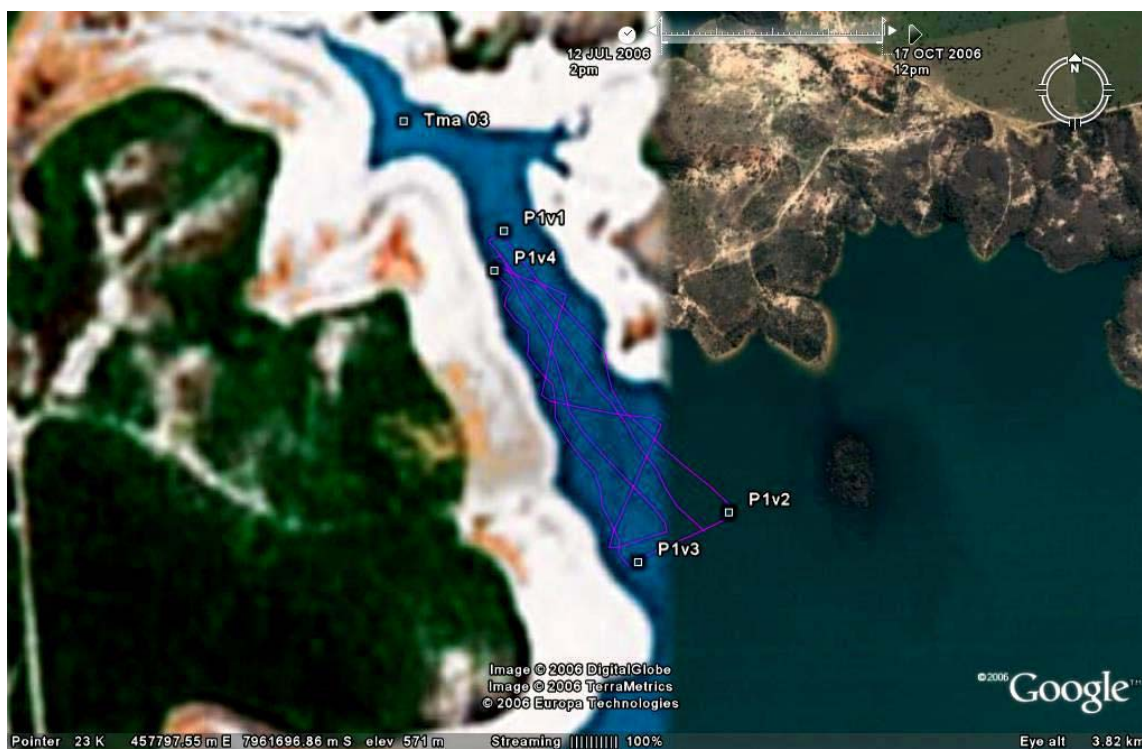 12 JUL 2006
2pm
17 OCT 2006
12pm
N
Tma 03
P1v1
P1v4
P1v2
P1v3
Image © 2006 DigitalGlobe
Image © 2006 TerraMetrics
© 2006 Europa Technologies
©2006 Google™
Pointer 23 K 457797.55 m E 7961696.86 m S elev 571 m Streaming |||||||||| 100% Eye alt 3.82 km